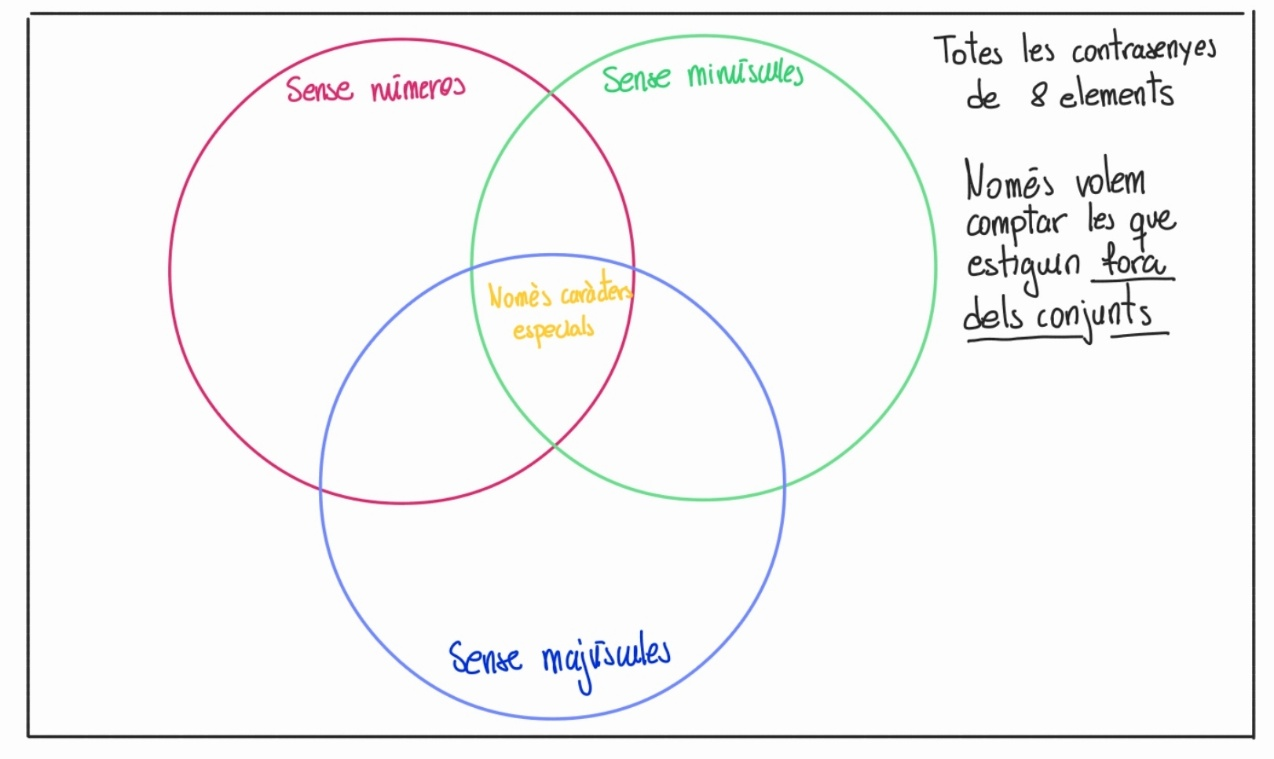 Sense números
Sense minúscules
Totes les contrasenyes
de 8 elements
Només volem
comptar les que
estiguin fora
dels conjunts
Nomès caràcters
especials
Sense majúscules